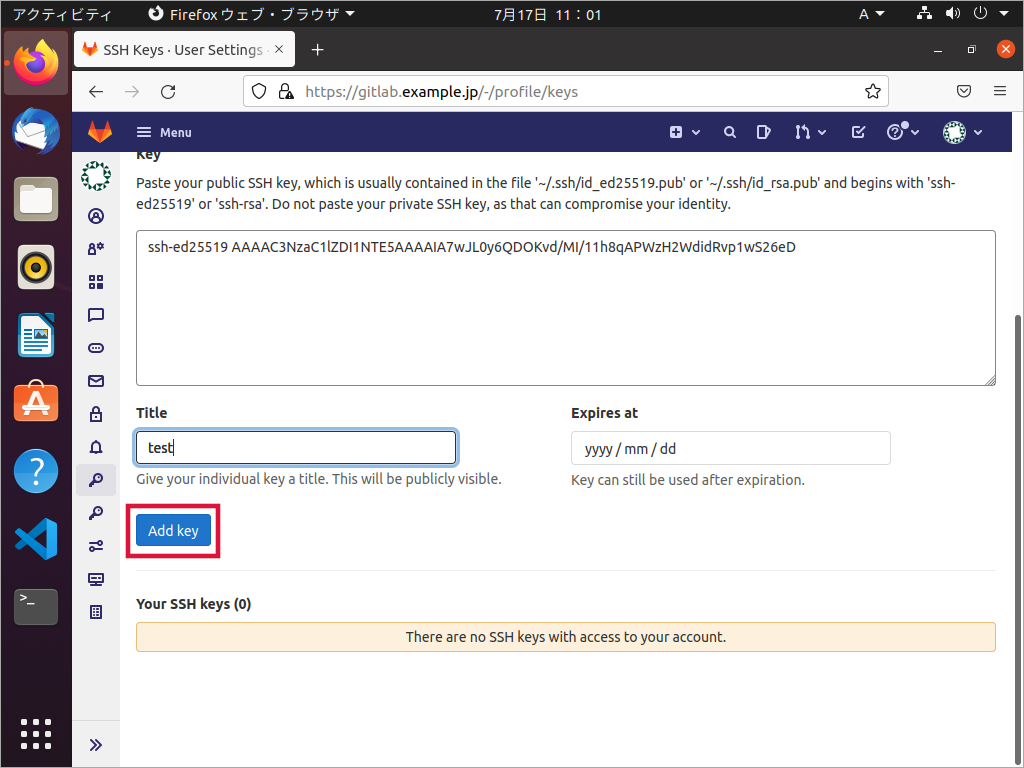 アクティビティ
Firefox ウェブ・ブラウザ
7月17日 11：01
A
SSH Keys · User Settings
https://gitlab.example.jp/-/profile/keys
Menu
Key
Paste your public SSH key, which is usually contained in the file '~/.ssh/id_ed25519.pub' or '~/.ssh/id_rsa.pub' and begins with 'ssh-
ed25519' or 'ssh-rsa'. Do not paste your private SSH key, as that can compromise your identity.
ssh-ed25519 AAAAC3NzaC1lZDI1NTE5AAAAIA7wJL0y6QDOKvd/MI/11h8qAPWzH2WdidRvp1wS26eD
Title
Expires at
test
yyyy / mm / dd
Give your individual key a title. This will be publicly visible.
Key can still be used after expiration.
Add key
Your SSH keys (0)
There are no SSH keys with access to your account.